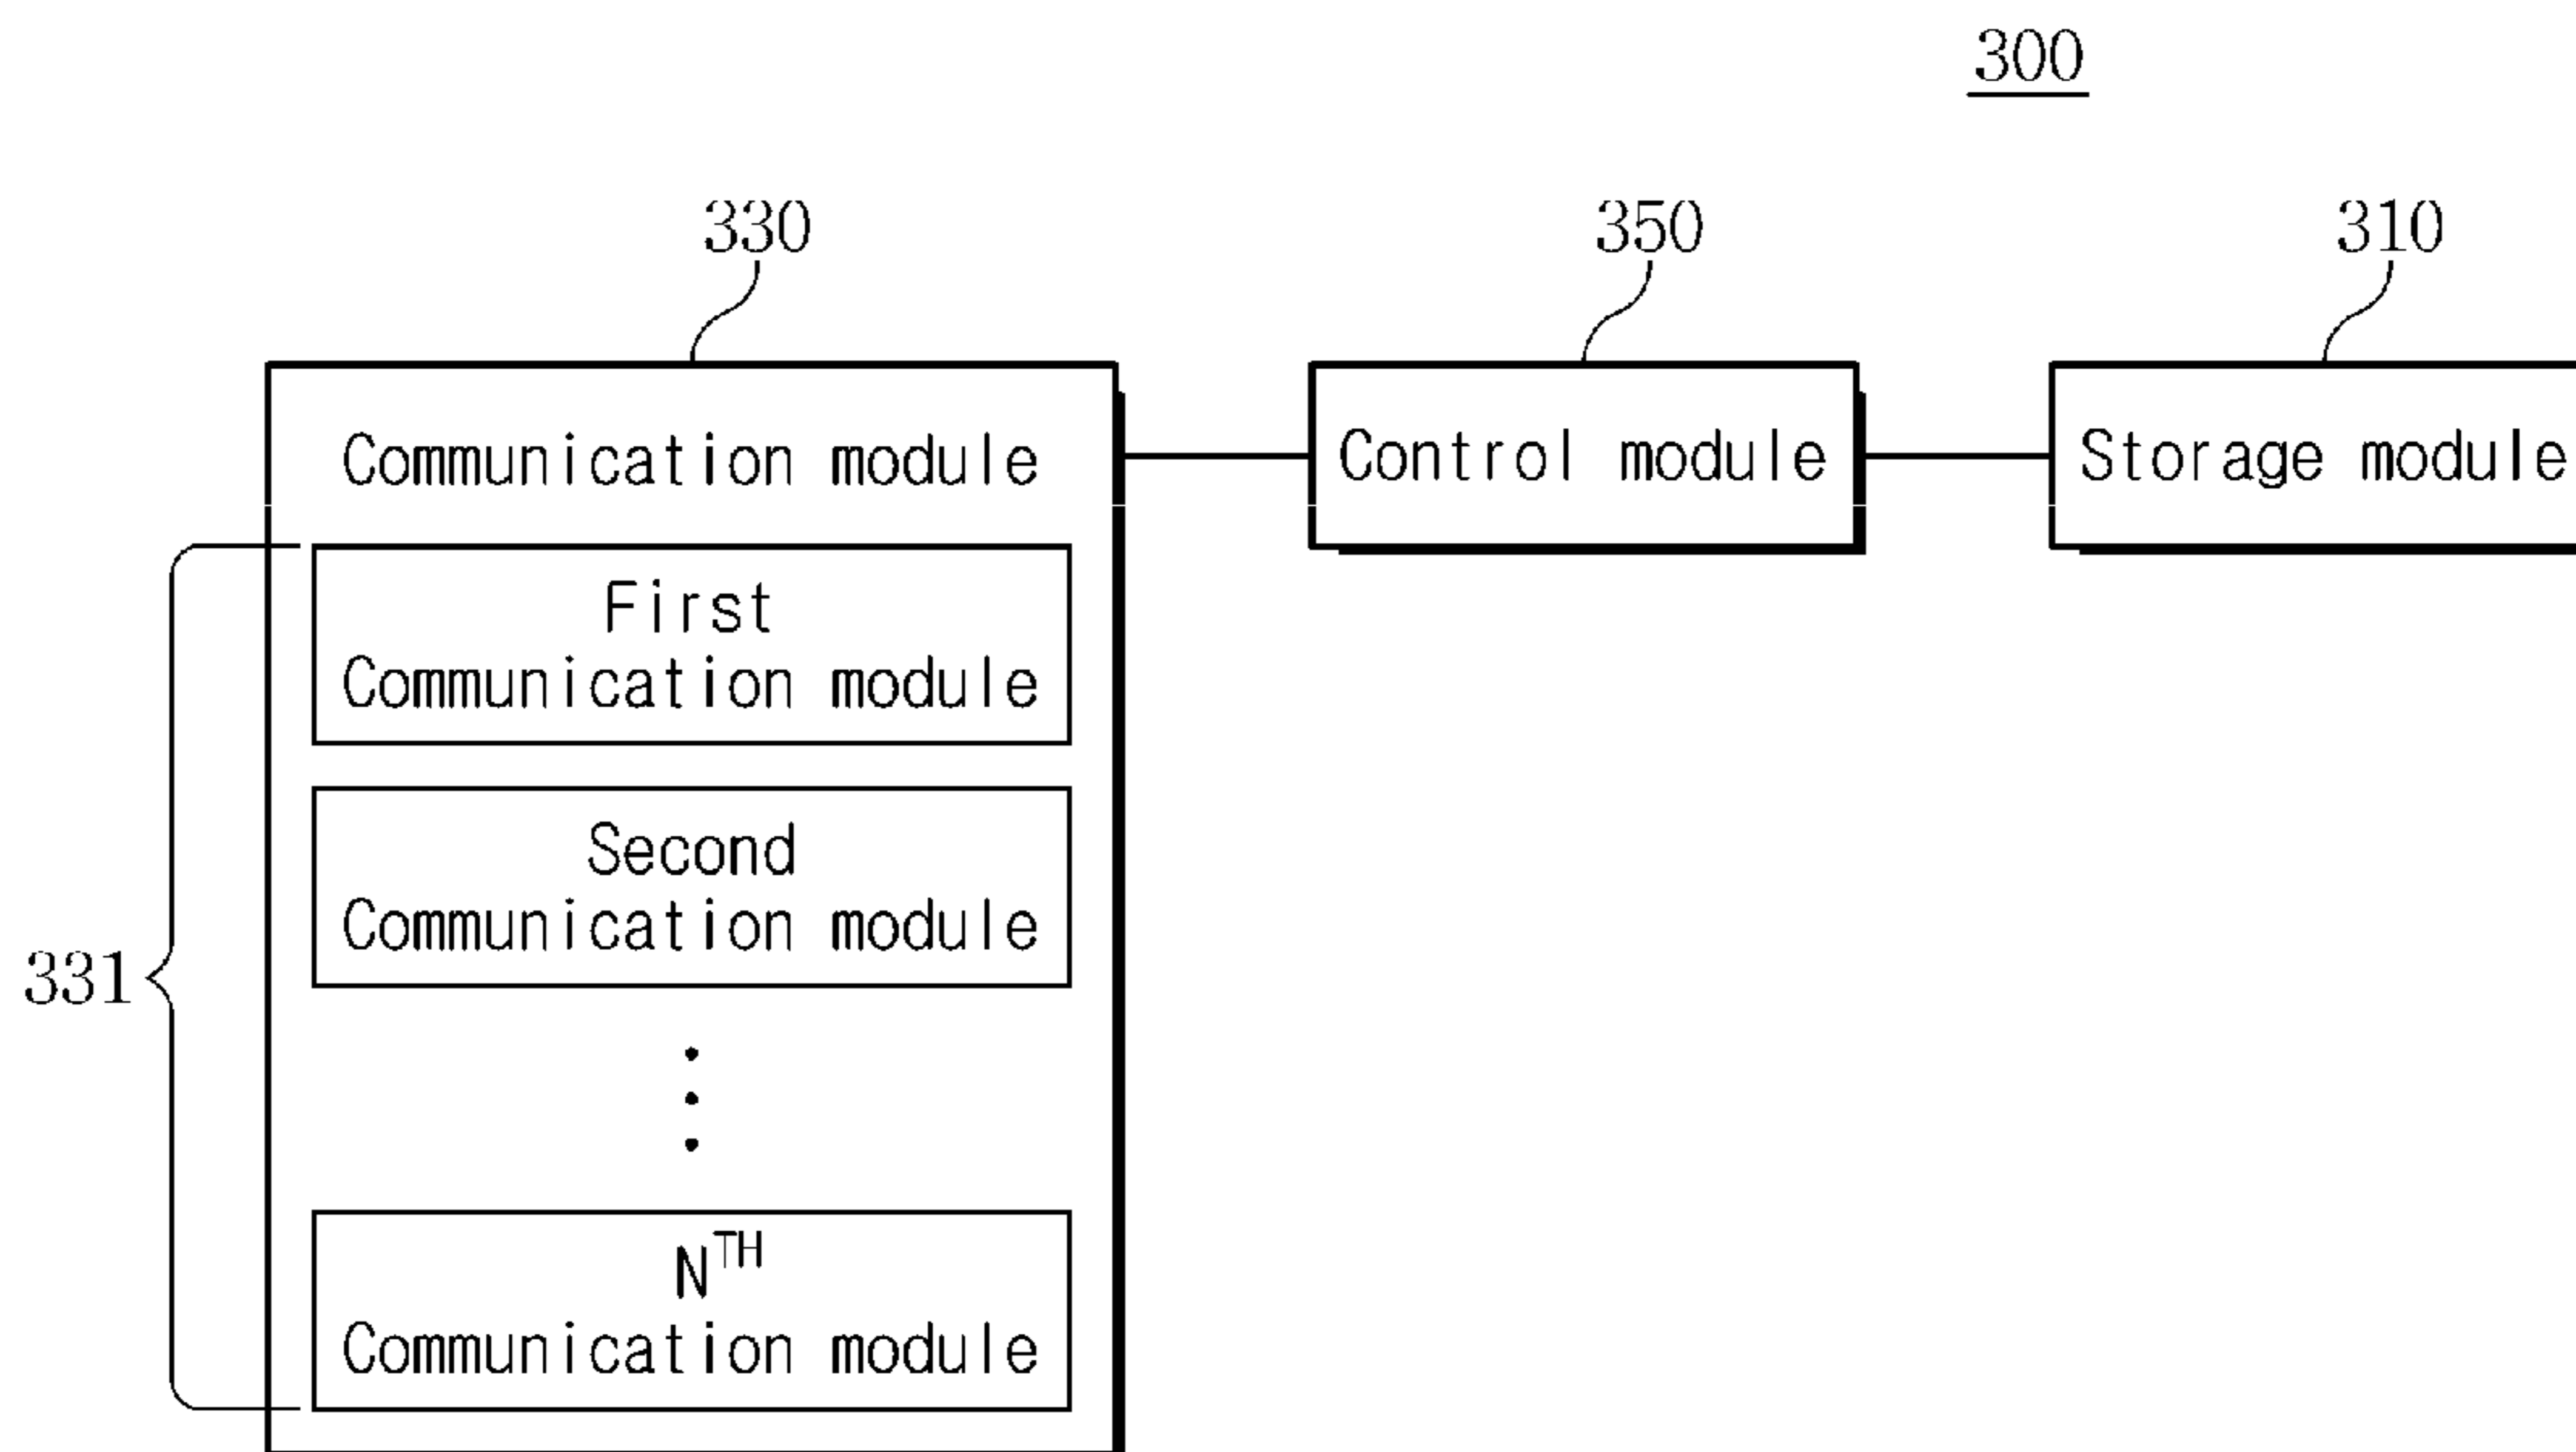 300
330
350
310
Communication module
Control module
Storage module
First
Communication module
Second
Communication module
331
N^TH
Communication module